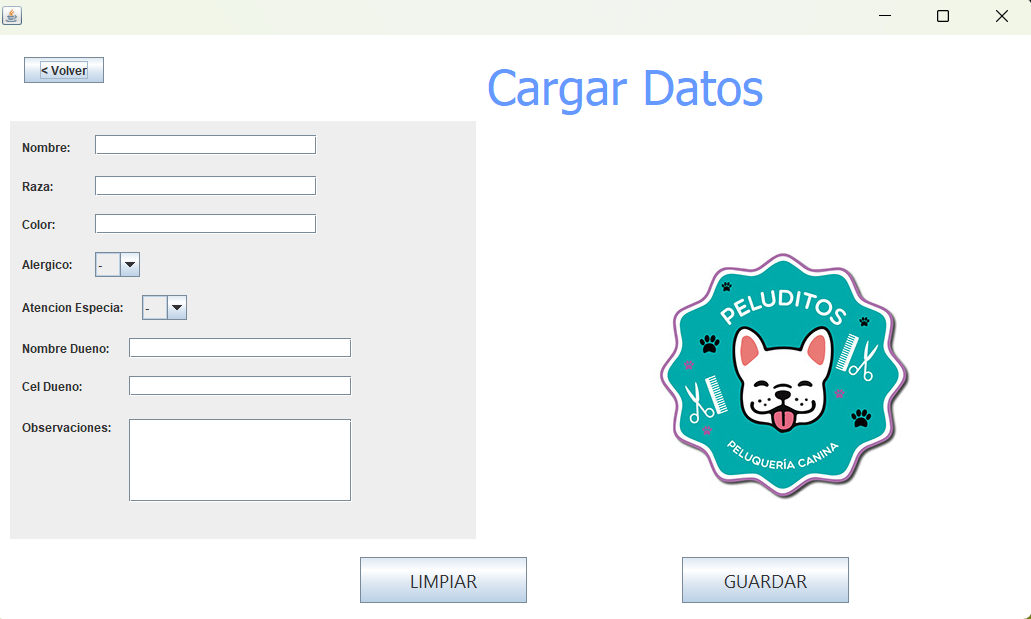 < Volver
Cargar Datos
Nombre:
Raza:
Color:
Alergico: -
Atencion Especia: -
Nombre Dueno:
Cel Dueno:
Observaciones:
PELUDITOS
PELUQUERÍA CANINA
LIMPIAR
GUARDAR